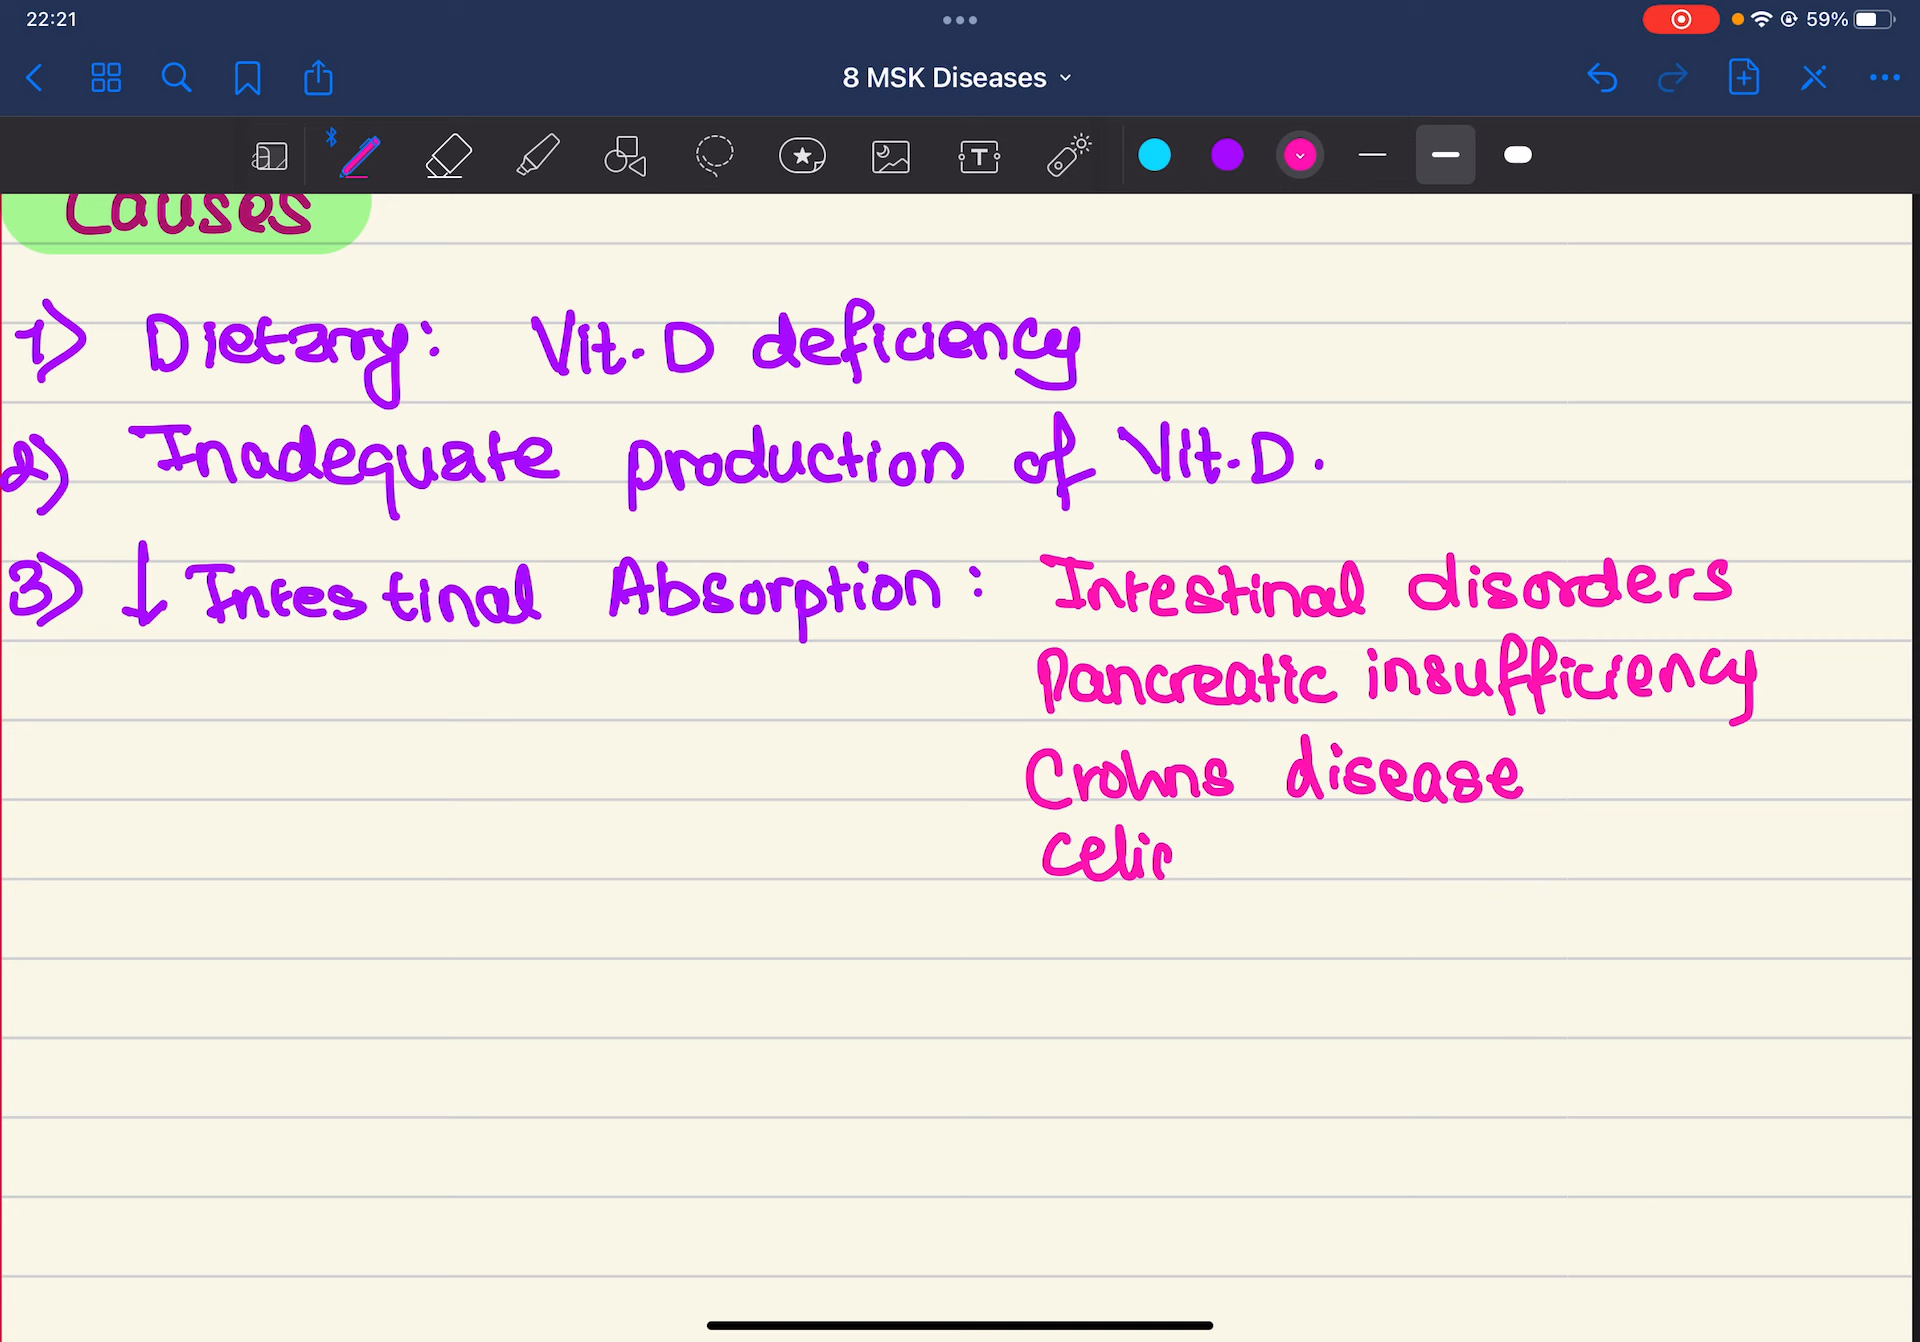 22:21
59%
8 MSK Diseases
T
Causes
1) Dietary: Vit. D deficiency
2) Inadequate production of Vit.D.
3) ↓ Intestinal Absorption: Intestinal disorders
Pancreatic insufficiency
Crohns disease
Celic